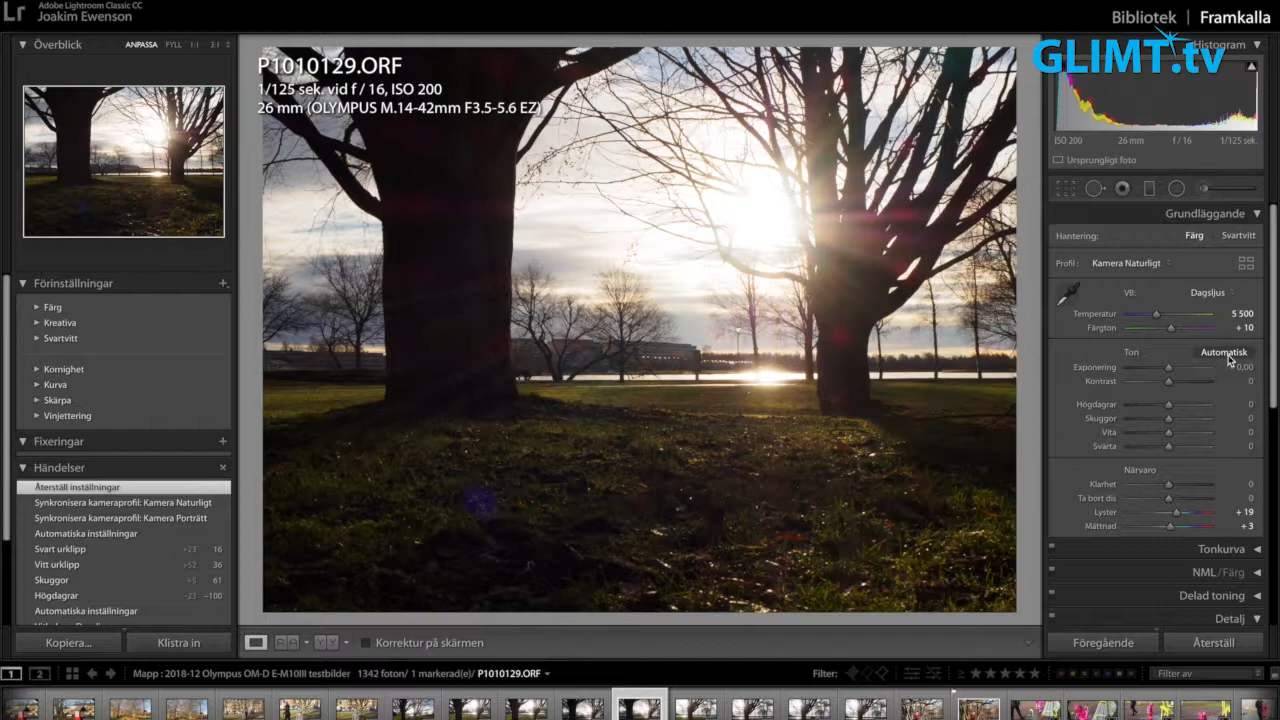 Lr
Adobe Lightroom Classic CC
Joakim Ewenson
Bibliotek | Framkalla
GLIMT.tv
Överblick ANPASSA FYLL 1:1 3:1
Histogram
P1010129.ORF
1/125 sek. vid f / 16, ISO 200
26 mm (OLYMPUS M.14-42mm F3.5-5.6 EZ)
ISO 200 26 mm f / 16 1/125 sek.
Ursprungligt foto
Grundläggande
Hantering: Färg Svartvitt
Profil : Kamera Naturligt
VB: Dagsljus
Temperatur 5 500
Färgton + 10
Ton Automatisk
Exponering 0,00
Kontrast 0
Högdagrar 0
Skuggor 0
Vita 0
Svärta 0
Närvaro
Klarhet 0
Ta bort dis 0
Lyster + 19
Mättnad + 3
Tonkurva
NML / Färg
Delad toning
Detalj
Föregående Återställ
Förinställningar
Färg
Kreativa
Svartvitt
Kornighet
Kurva
Skärpa
Vinjettering
Fixeringar
Händelser
Återställ inställningar
Synkronisera kameraprofil: Kamera Naturligt
Synkronisera kameraprofil: Kamera Porträtt
Automatiska inställningar
Svart urklipp +23 16
Vitt urklipp +52 36
Skuggor +5 61
Högdagrar -23 -100
Automatiska inställningar
Kopiera... Klistra in
Korrektur på skärmen
1 2 Mapp : 2018-12 Olympus OM-D E-M10III testbilder 1342 foton/ 1 markerad(e)/ P1010129.ORF
Filter: Filter av